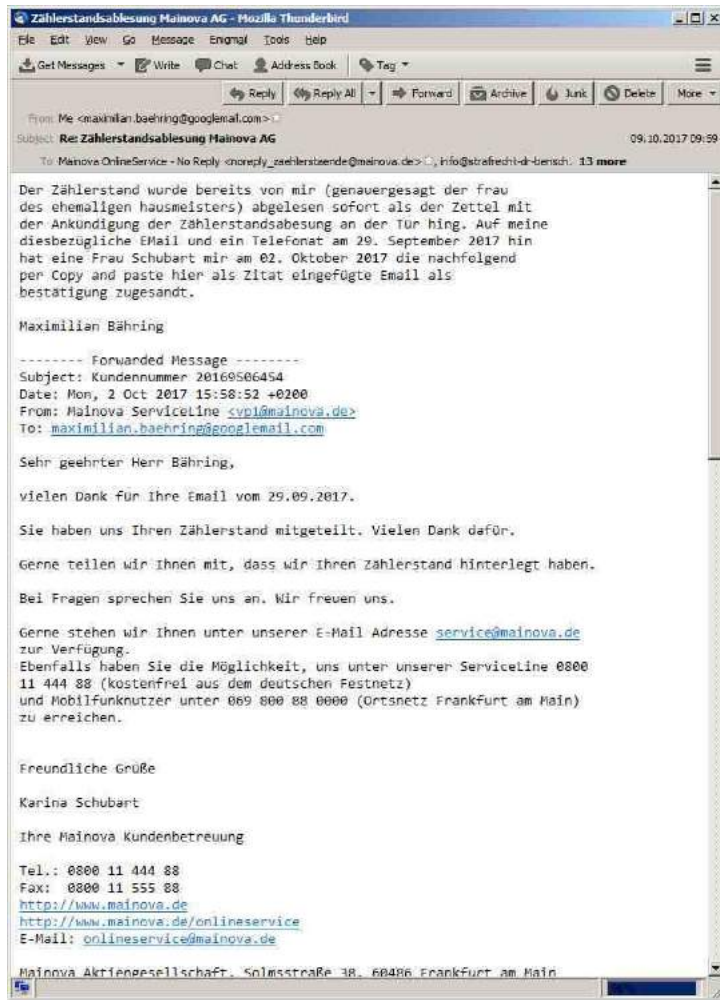 Zählerstandsablesung Mainova AG - Mozilla Thunderbird
File Edit View Go Message Enigmail Tools Help
Get Messages Write Chat Address Book Tag
Reply Reply All Forward Archive Junk Delete More
From Me <maximilian.baehring@googlemail.com>
Subject Re: Zählerstandsablesung Mainova AG 09.10.2017 09:59
To Mainova OnlineService - No Reply <noreply_zaehlerstaende@mainova.de>, info@strafrecht-dr-bensch. 13 more
Der Zählerstand wurde bereits von mir (genauergesagt der frau
des ehemaligen hausmeisters) abgelesen sofort als der Zettel mit
der Ankündigung der Zählerstandsabesung an der Tür hing. Auf meine
diesbezügliche EMail und ein Telefonat am 29. September 2017 hin
hat eine Frau Schubart mir am 02. Oktober 2017 die nachfolgend
per Copy and paste hier als Zitat eingefügte Email als
bestätigung zugesandt.
Maximilian Bähring
-------- Forwarded Message --------
Subject: Kundennummer 20169506454
Date: Mon, 2 Oct 2017 15:58:52 +0200
From: Mainova ServiceLine <vp1@mainova.de>
To: maximilian.baehring@googlemail.com
Sehr geehrter Herr Bähring,
vielen Dank für Ihre Email vom 29.09.2017.
Sie haben uns Ihren Zählerstand mitgeteilt. Vielen Dank dafür.
Gerne teilen wir Ihnen mit, dass wir Ihren Zählerstand hinterlegt haben.
Bei Fragen sprechen Sie uns an. Wir freuen uns.
Gerne stehen wir Ihnen unter unserer E-Mail Adresse service@mainova.de
zur Verfügung.
Ebenfalls haben Sie die Möglichkeit, uns unter unserer ServiceLine 0800
11 444 88 (kostenfrei aus dem deutschen Festnetz)
und Mobilfunknutzer unter 069 800 88 0000 (Ortsnetz Frankfurt am Main)
zu erreichen.
Freundliche Grüße
Karina Schubart
Ihre Mainova Kundenbetreuung
Tel.: 0800 11 444 88
Fax: 0800 11 555 88
http://www.mainova.de
http://www.mainova.de/onlineservice
E-Mail: onlineservice@mainova.de
Mainova Aktiengesellschaft, Solmsstraße 38, 60486 Frankfurt am Main